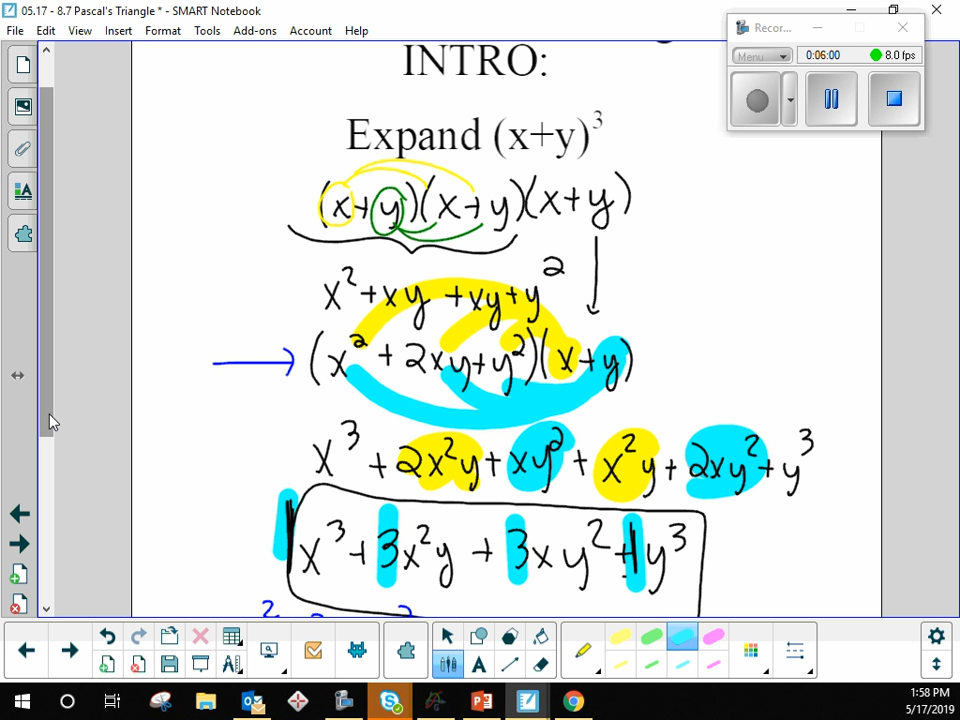 05.17 - 8.7 Pascal's Triangle * - SMART Notebook
File Edit View Insert Format Tools Add-ons Account Help
Recor...
Menu 0:06:00 8.0 fps
INTRO:
Expand (x+y)³
(x+y)(x+y)(x+y)
x²+xy +xy+y²
→ (x² + 2xy+y²)(x+y)
x³ + 2x²y + xy² + x²y + 2xy² + y³
1x³ + 3x²y + 3xy² + 1y³
1:58 PM
5/17/2019